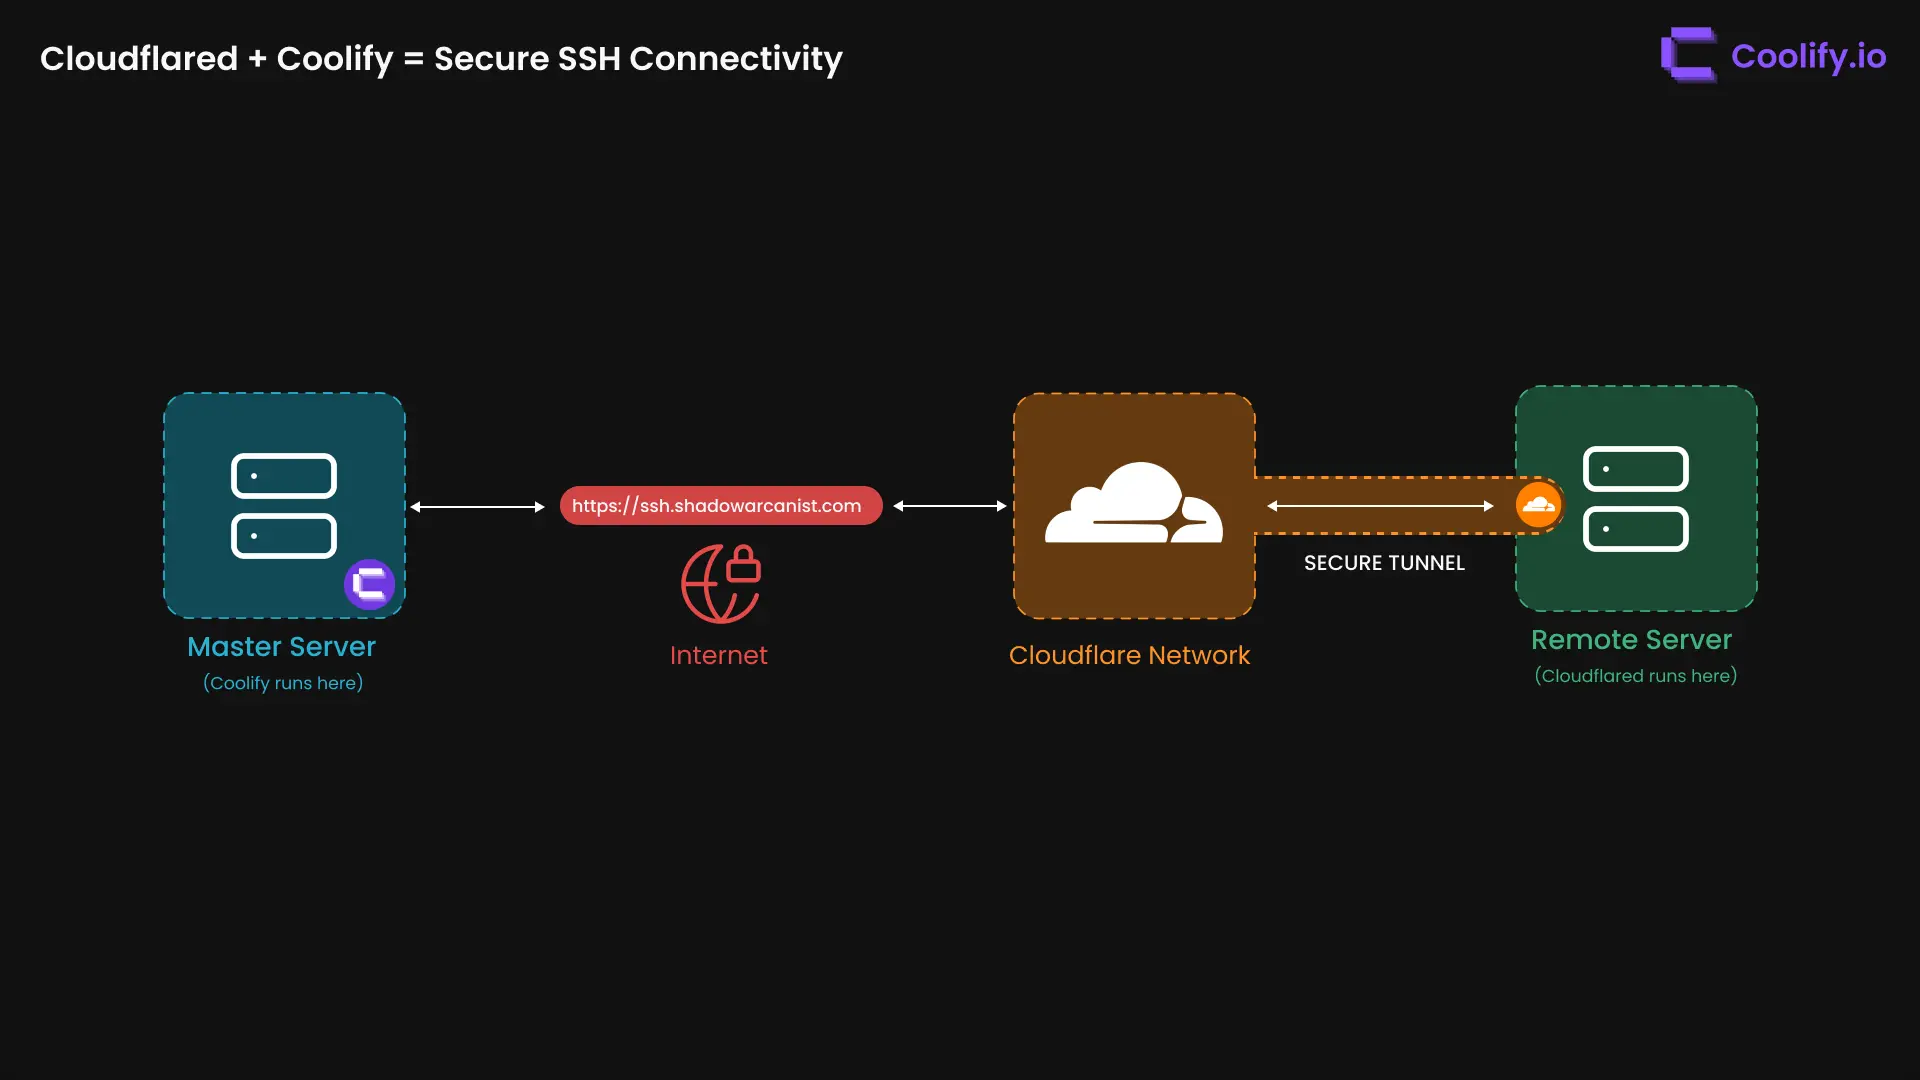 Cloudflared + Coolify = Secure SSH Connectivity
Coolify.io
https://ssh.shadowarcanist.com
SECURE TUNNEL
Master Server
(Coolify runs here)
Internet
Cloudflare Network
Remote Server
(Cloudflared runs here)